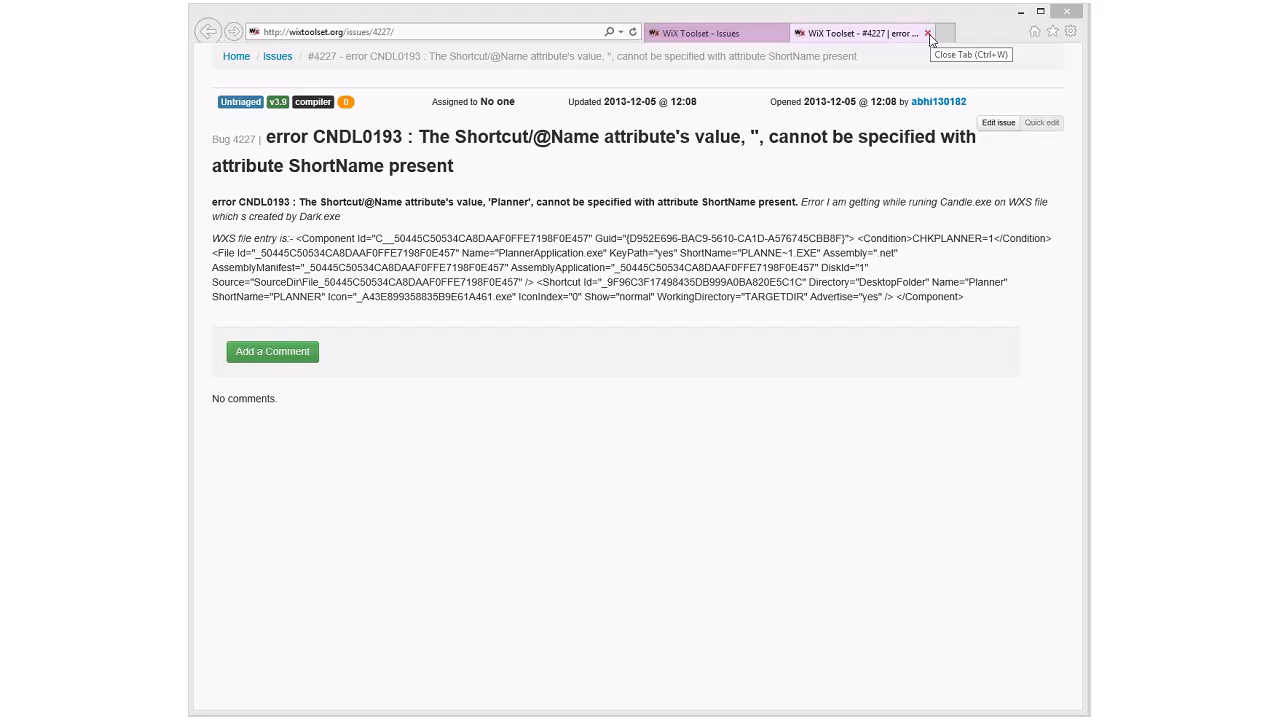 http://wixtoolset.org/issues/4227/
WiX Toolset - Issues
WiX Toolset - #4227 | error ...
Close Tab (Ctrl+W)
Home / Issues / #4227 - error CNDL0193 : The Shortcut/@Name attribute's value, '', cannot be specified with attribute ShortName present
Untriaged v3.9 compiler 0 Assigned to No one Updated 2013-12-05 @ 12:08 Opened 2013-12-05 @ 12:08 by abhi130182
Edit issue Quick edit
Bug 4227 | error CNDL0193 : The Shortcut/@Name attribute's value, '', cannot be specified with
attribute ShortName present
error CNDL0193 : The Shortcut/@Name attribute's value, 'Planner', cannot be specified with attribute ShortName present. Error I am getting while runing Candle.exe on WXS file
which s created by Dark.exe
WXS file entry is:- <Component Id="C__50445C50534CA8DAAF0FFE7198F0E457" Guid="{D952E696-BAC9-5610-CA1D-A576745CBB8F}"> <Condition>CHKPLANNER=1</Condition>
<File Id="_50445C50534CA8DAAF0FFE7198F0E457" Name="PlannerApplication.exe" KeyPath="yes" ShortName="PLANNE~1.EXE" Assembly=".net"
AssemblyManifest="_50445C50534CA8DAAF0FFE7198F0E457" AssemblyApplication="_50445C50534CA8DAAF0FFE7198F0E457" DiskId="1"
Source="SourceDir\File_50445C50534CA8DAAF0FFE7198F0E457" /> <Shortcut Id="_9F96C3F17498435DB999A0BA820E5C1C" Directory="DesktopFolder" Name="Planner"
ShortName="PLANNER" Icon="_A43E899358835B9E61A461.exe" IconIndex="0" Show="normal" WorkingDirectory="TARGETDIR" Advertise="yes" /> </Component>
Add a Comment
No comments.